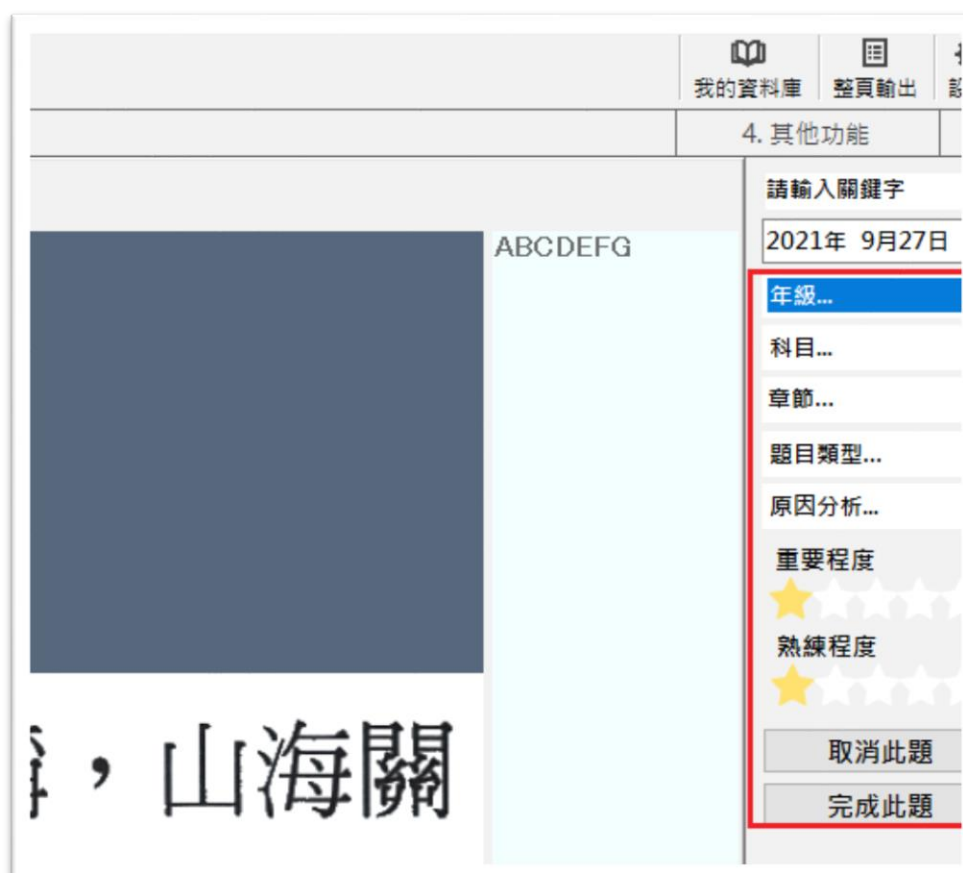 我的資料庫 整頁輸出
4. 其他功能
請輸入關鍵字
2021年 9月27日
ABCDEFG
年級...
科目...
章節...
題目類型...
原因分析...
重要程度
熟練程度
取消此題
完成此題
，山海關